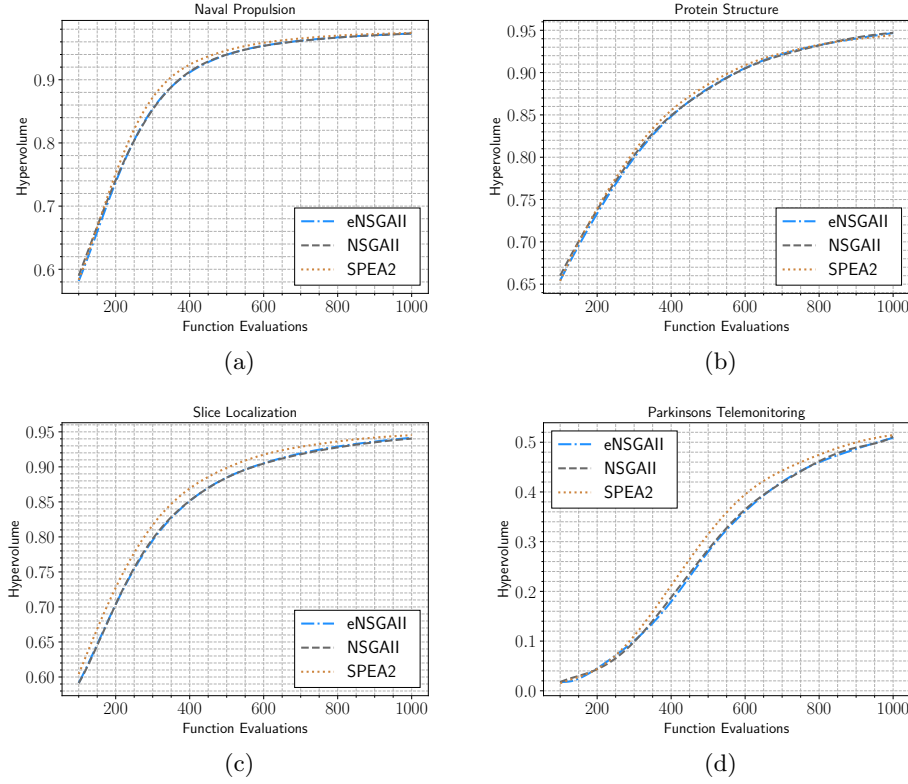 Naval Propulsion
Hypervolume
0.9
0.8
0.7
0.6
eNSGAII
NSGAII
SPEA2
200 400 600 800 1000
Function Evaluations
(a)
Protein Structure
Hypervolume
0.95
0.90
0.85
0.80
0.75
0.70
0.65
eNSGAII
NSGAII
SPEA2
200 400 600 800 1000
Function Evaluations
(b)
Slice Localization
Hypervolume
0.95
0.90
0.85
0.80
0.75
0.70
0.65
0.60
eNSGAII
NSGAII
SPEA2
200 400 600 800 1000
Function Evaluations
(c)
Parkinsons Telemonitoring
Hypervolume
0.5
0.4
0.3
0.2
0.1
0.0
eNSGAII
NSGAII
SPEA2
200 400 600 800 1000
Function Evaluations
(d)